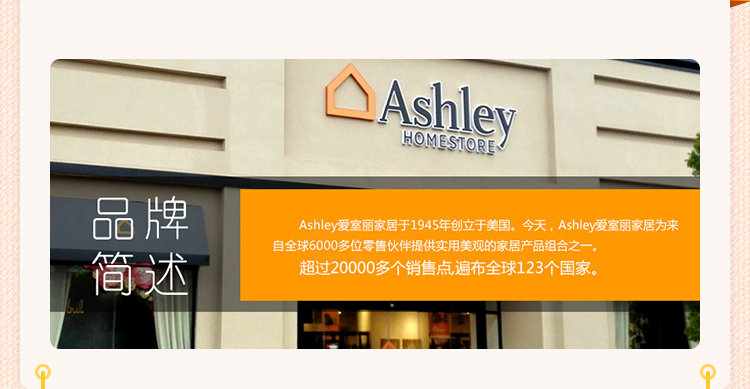 Ashley
HOMESTORE
品牌
简述
Ashley爱室丽家居于1945年创立于美国。今天，Ashley爱室丽家居为来
自全球6000多位零售伙伴提供实用美观的家居产品组合之一。
超过20000多个销售点,遍布全球123个国家。